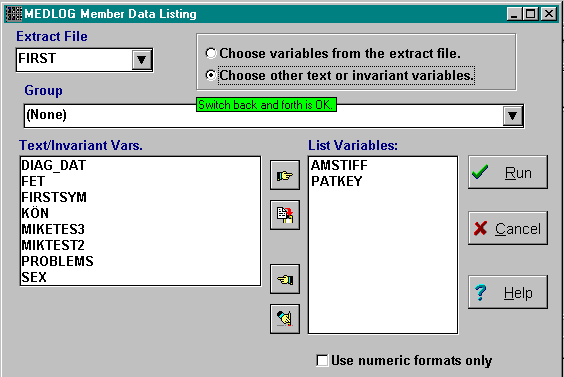 MEDLOG Member Data Listing
Extract File
FIRST
Choose variables from the extract file.
Choose other text or invariant variables.
Group
Switch back and forth is OK.
(None)
Text/Invariant Vars.
DIAG_DAT
FET
FIRSTSYM
KÖN
MIKETES3
MIKTEST2
PROBLEMS
SEX
List Variables:
AMSTIFF
PATKEY
Run
Cancel
Help
Use numeric formats only